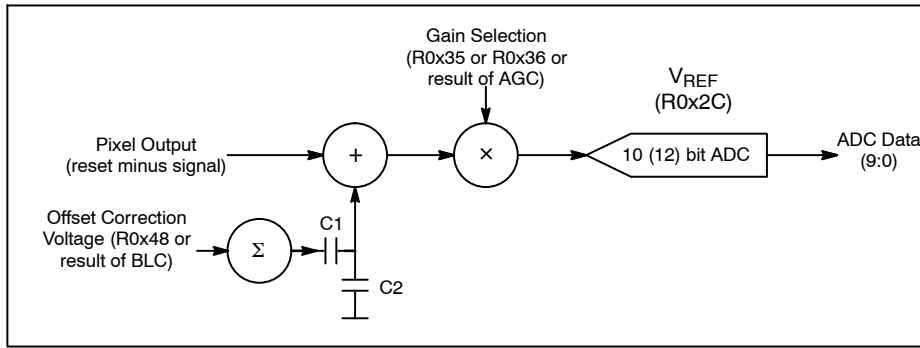 Gain Selection
(R0x35 or R0x36 or
result of AGC)
V_REF
(R0x2C)
Pixel Output
(reset minus signal)
+
×
10 (12) bit ADC
ADC Data
(9:0)
Offset Correction
Voltage (R0x48 or
result of BLC)
Σ
C1
C2